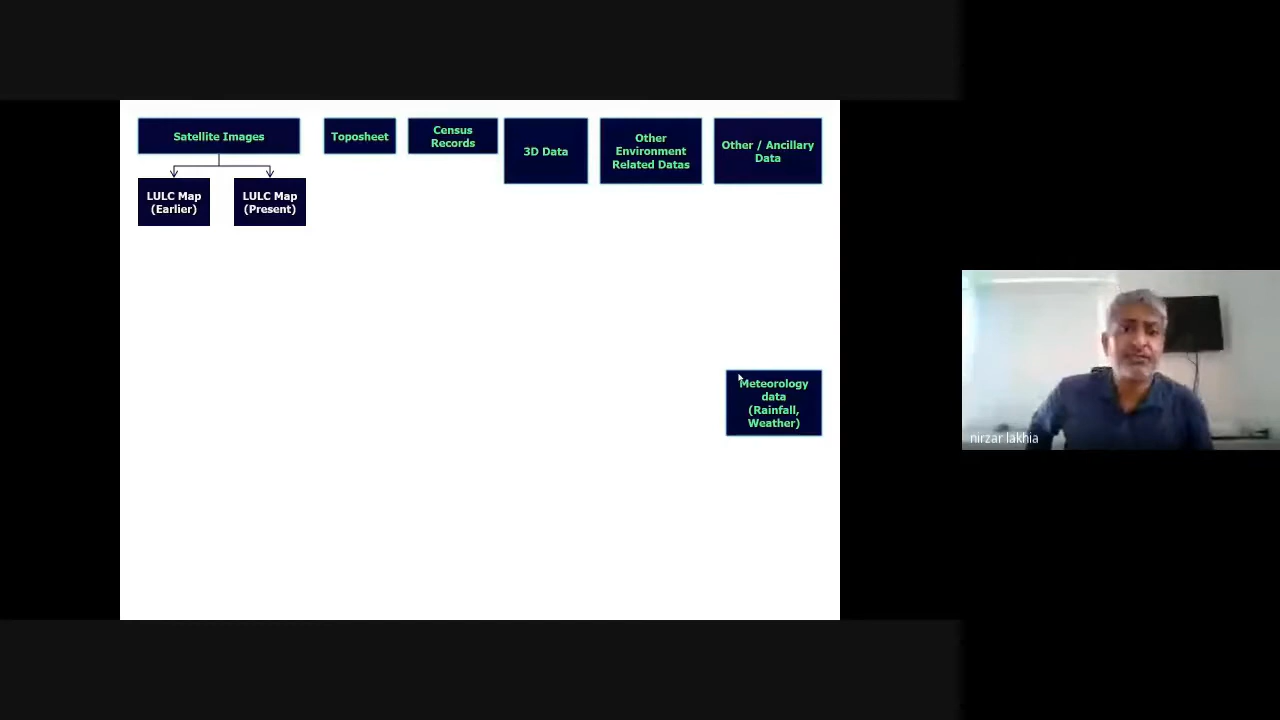 Satellite Images
Toposheet
Census
Records
3D Data
Other
Environment
Related Datas
Other / Ancillary
Data
LULC Map
(Earlier)
LULC Map
(Present)
Meteorology
data
(Rainfall,
Weather)
nirzar lakhia